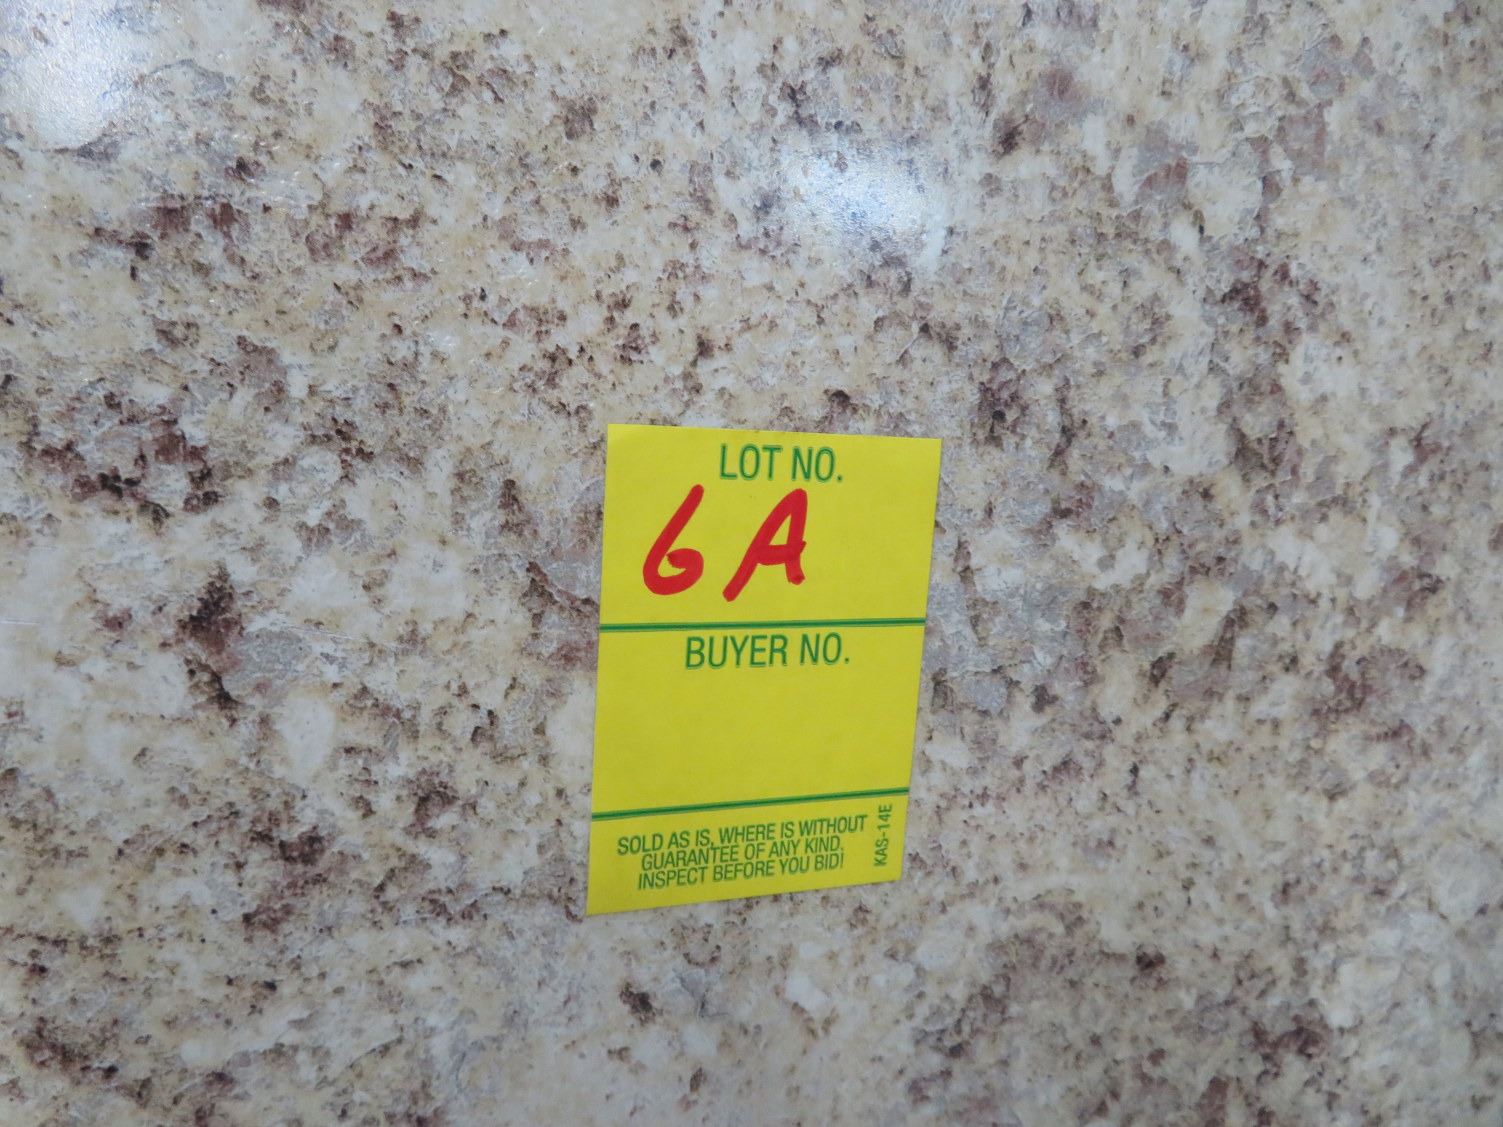 LOT NO.
6A
BUYER NO.
SOLD AS IS, WHERE IS WITHOUT
GUARANTEE OF ANY KIND.
INSPECT BEFORE YOU BID!
KAS-14E